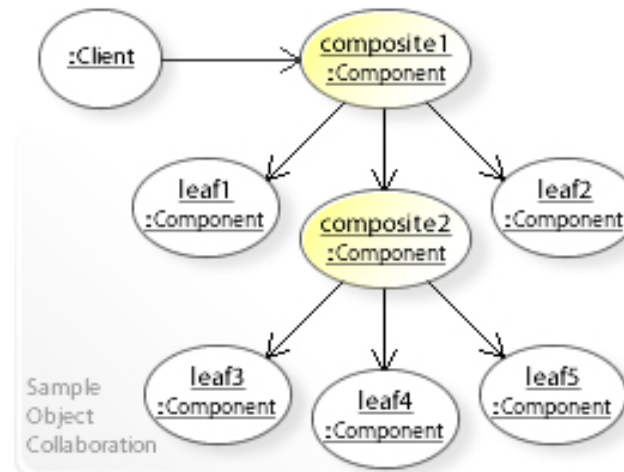 :Client
composite1
:Component
leaf1
:Component
leaf2
:Component
composite2
:Component
leaf3
:Component
leaf4
:Component
leaf5
:Component
Sample
Object
Collaboration